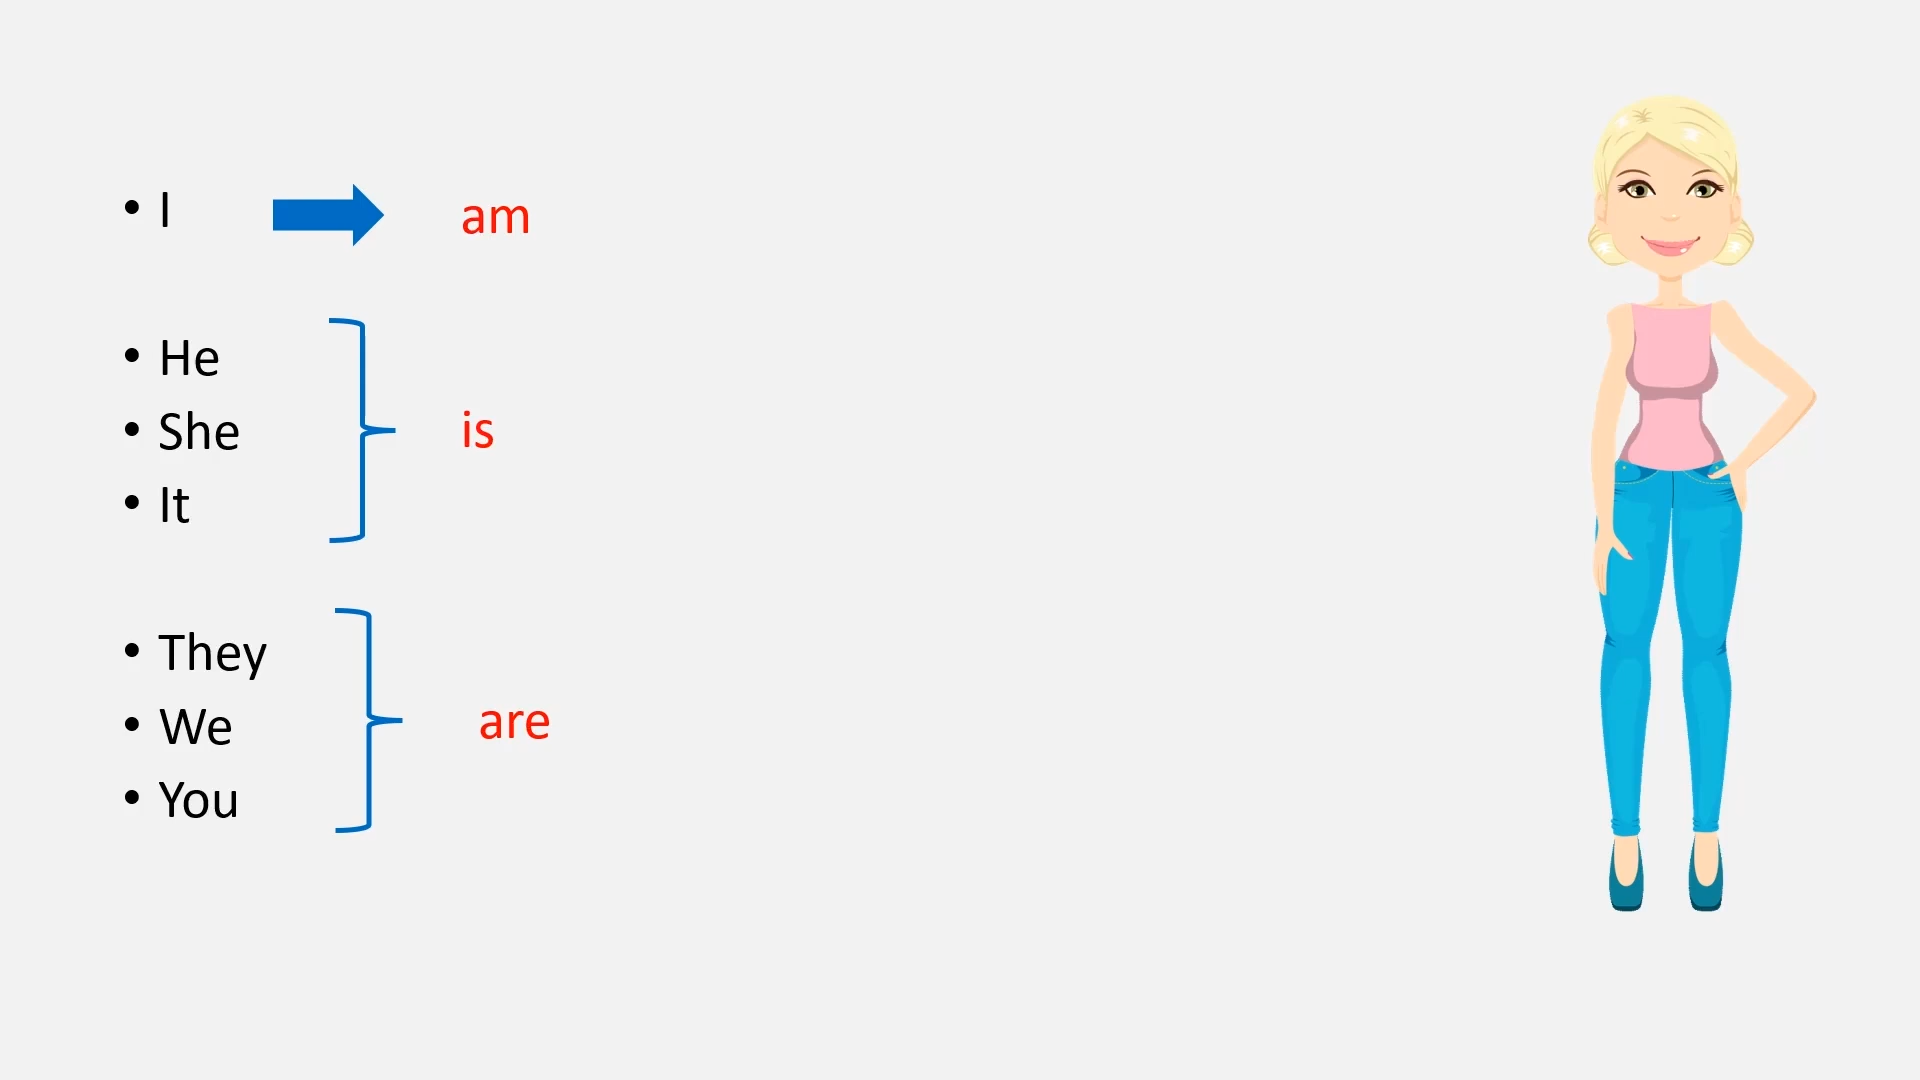 • I am
• He
• She is
• It
• They
• We are
• You